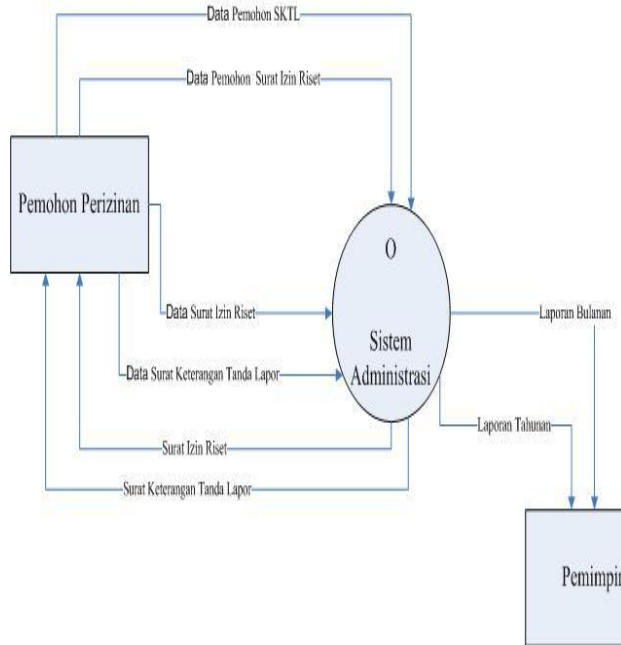 Data Pemohon SKTL
Data Pemohon Surat Izin Riset
Pemohon Perizinan
O
Data Surat Izin Riset
Laporan Bulanan
Sistem
Administrasi
Data Surat Keterangan Tanda Lapor
Laporan Tahunan
Surat Izin Riset
Surat Keterangan Tanda Lapor